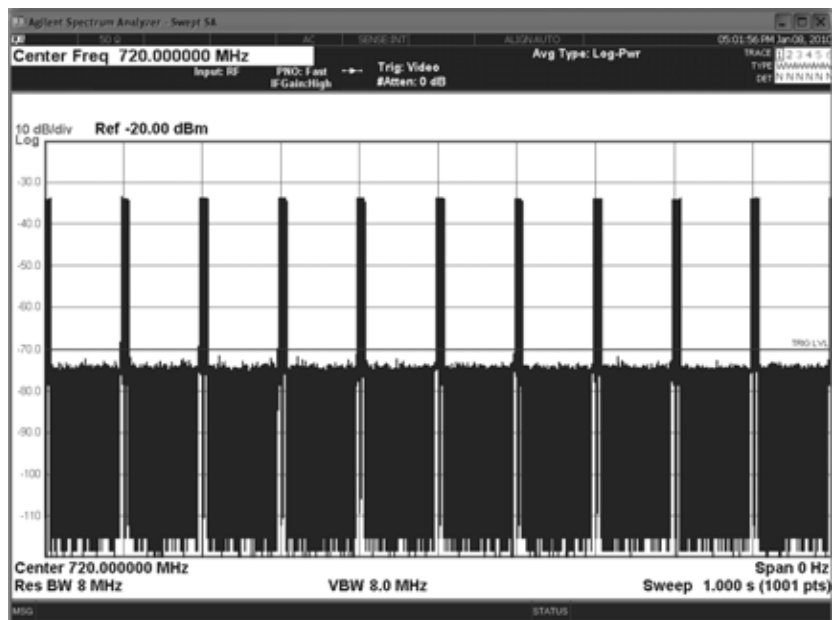 Agilent Spectrum Analyzer - Swept SA
50 Ω AC SENSE:INT ALIGN AUTO 05:01:56 PM Jan 08, 2010
Center Freq 720.000000 MHz
Avg Type: Log-Pwr
TRACE 1 2 3 4 5 6
Input: RF PNO: Fast Trig: Video
TYPE
IFGain:High #Atten: 0 dB
DET N N N N N N
10 dB/div Ref -20.00 dBm
Log
-30.0
-40.0
-50.0
-60.0
-70.0
TRIG LVL
-80.0
-90.0
-100
-110
Center 720.000000 MHz Span 0 Hz
Res BW 8 MHz VBW 8.0 MHz Sweep 1.000 s (1001 pts)
MSG STATUS